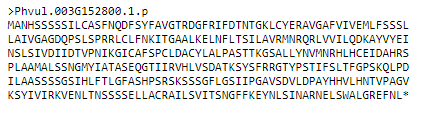 >Phvul.003G152800.1.p
MANHSSSSSILCASFNQDFSYFAVGTRDGFRIFDTNTGKLCYERAVGAFVIVEMLFSSSL
LAIVGAGDQPSLSPRRLCLFNKITGAALKELNFLTSILAVRMNRQRLVVILQDKAYVYEI
NSLSIVDIIDTVPNIKGICAFSPCLDACYLALPASTTKGSALLYNVMNRHLHCEIDAHRS
PLAAMALSSNGMYIATASEQGTIIRVHLVSDATKSYSFRRGTYPSTIFSLTFGPSKQLPD
ILAASSSSGSIHLFTLGFASHPSRSKSSSGFLGSIIPGAVSDVLDPAYHHVLHNTVPAGV
KSYIVIRKVENLTNSSSSELLACRAILSVITSNGFFKEYNLSINARNELSWALGREFNL*